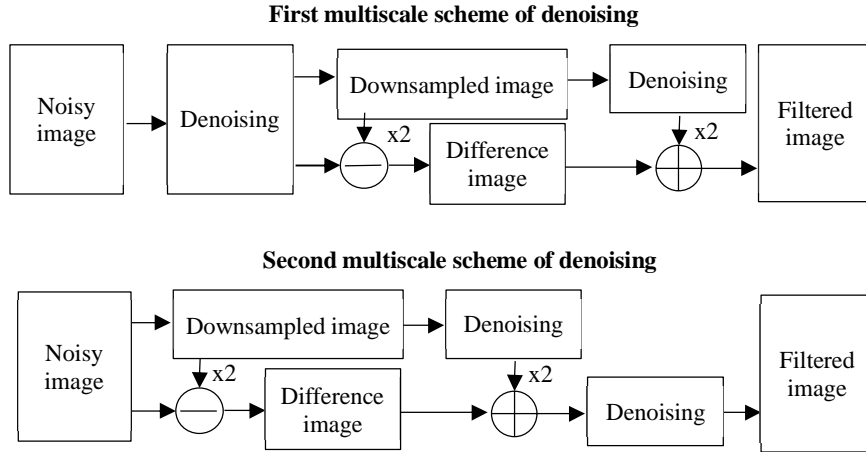 First multiscale scheme of denoising
Noisy
image
Denoising
Downsampled image
Denoising
x2
x2
Difference
image
Filtered
image
Second multiscale scheme of denoising
Noisy
image
Downsampled image
Denoising
x2
x2
Difference
image
Denoising
Filtered
image